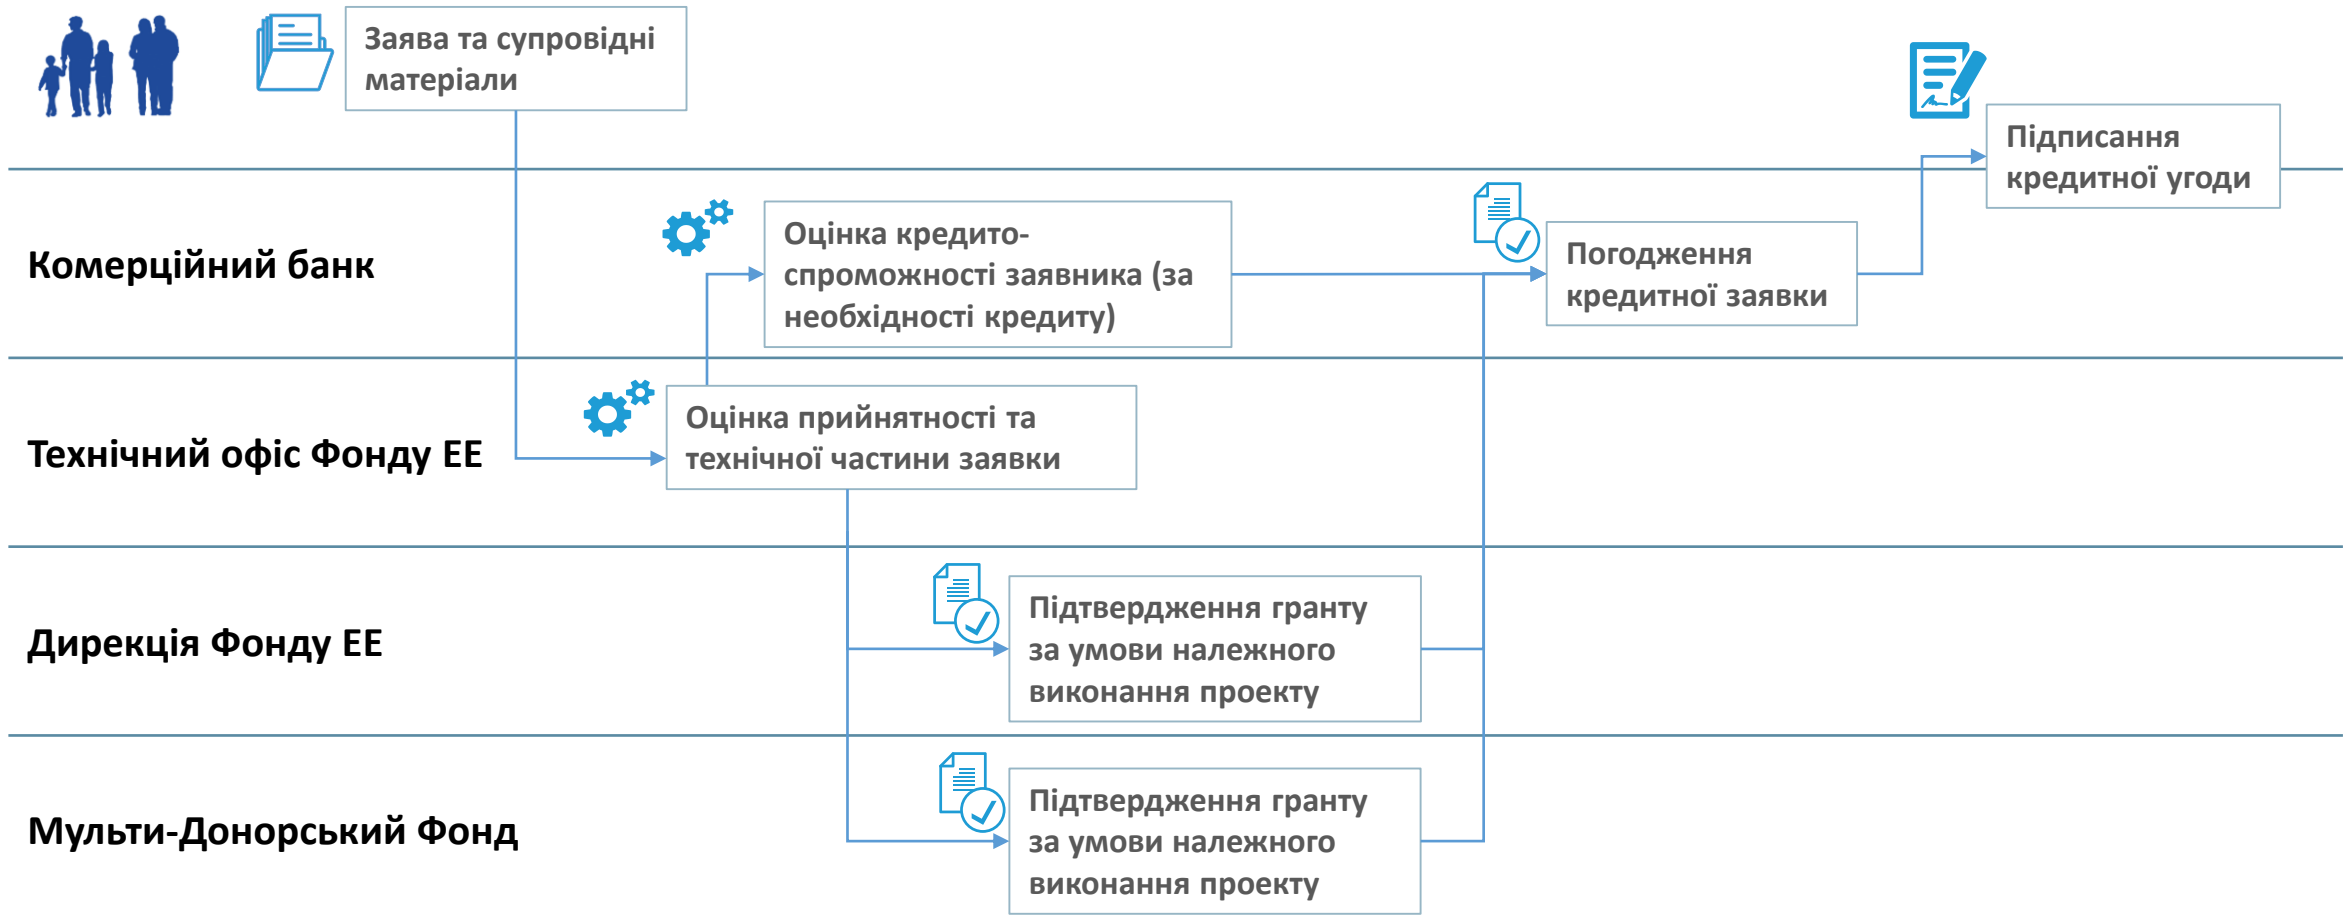 Заява та супровідні
матеріали
Підписання
кредитної угоди
Комерційний банк
Оцінка кредито-
спроможності заявника (за
необхідності кредиту)
Погодження
кредитної заявки
Технічний офіс Фонду ЕЕ
Оцінка прийнятності та
технічної частини заявки
Дирекція Фонду ЕЕ
Підтвердження гранту
за умови належного
виконання проекту
Мульти-Донорський Фонд
Підтвердження гранту
за умови належного
виконання проекту